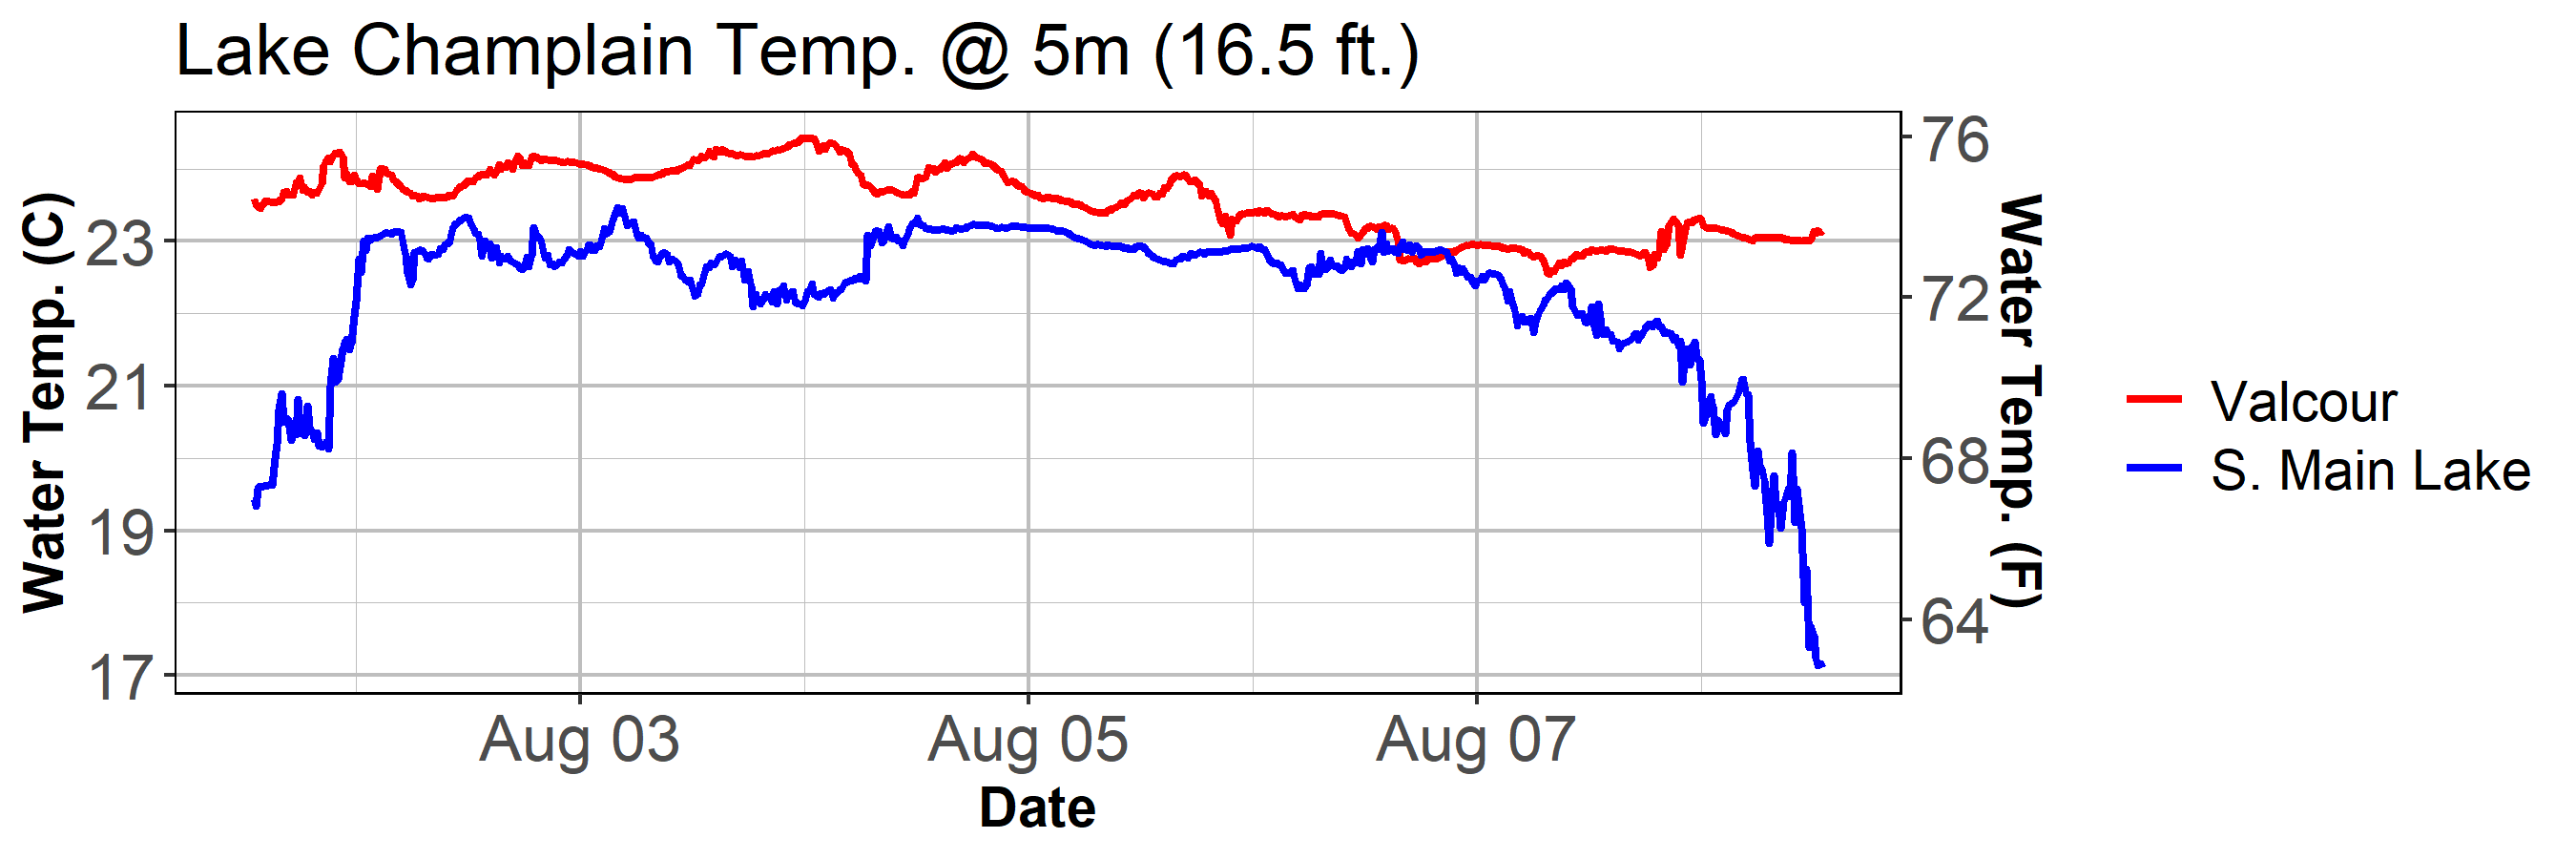 Lake Champlain Temp. @ 5m (16.5 ft.)
Water Temp. (C)
23
21
19
17
76
72
68
64
Water Temp. (F)
Aug 03
Aug 05
Aug 07
Date
Valcour
S. Main Lake